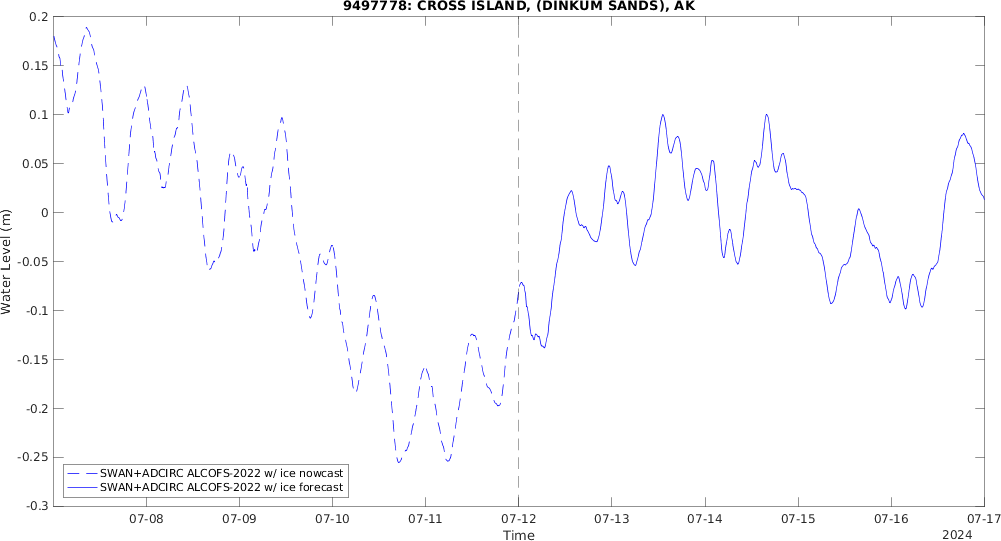 9497778: CROSS ISLAND, (DINKUM SANDS), AK
0.2
0.15
0.1
0.05
0
-0.05
-0.1
-0.15
-0.2
-0.25
-0.3
Water Level (m)
SWAN+ADCIRC ALCOFS-2022 w/ ice nowcast
SWAN+ADCIRC ALCOFS-2022 w/ ice forecast
07-08 07-09 07-10 07-11 07-12 07-13 07-14 07-15 07-16 07-17
Time
2024